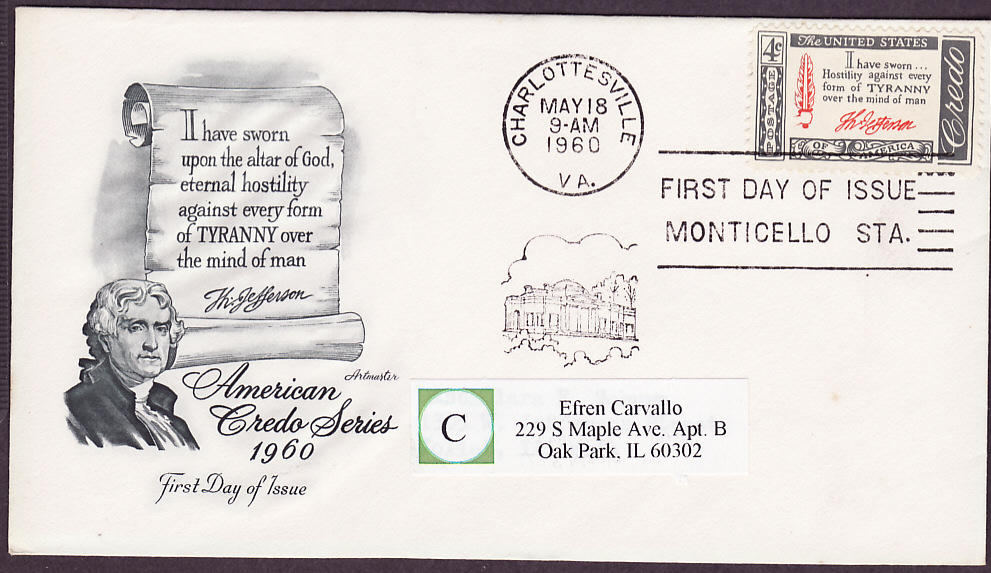 I have sworn
upon the altar of God,
eternal hostility
against every form
of TYRANNY over
the mind of man
Th: Jefferson
Artmaster
American
Credo Series
1960
First Day of Issue
CHARLOTTESVILLE
MAY 18
9-AM
1960
VA.
4c
POSTAGE
The UNITED STATES
I have sworn ...
Hostility against every
form of TYRANNY
over the mind of man
Th: Jefferson
OF AMERICA
Credo
FIRST DAY OF ISSUE
MONTICELLO STA.
C
Efren Carvallo
229 S Maple Ave. Apt. B
Oak Park, IL 60302